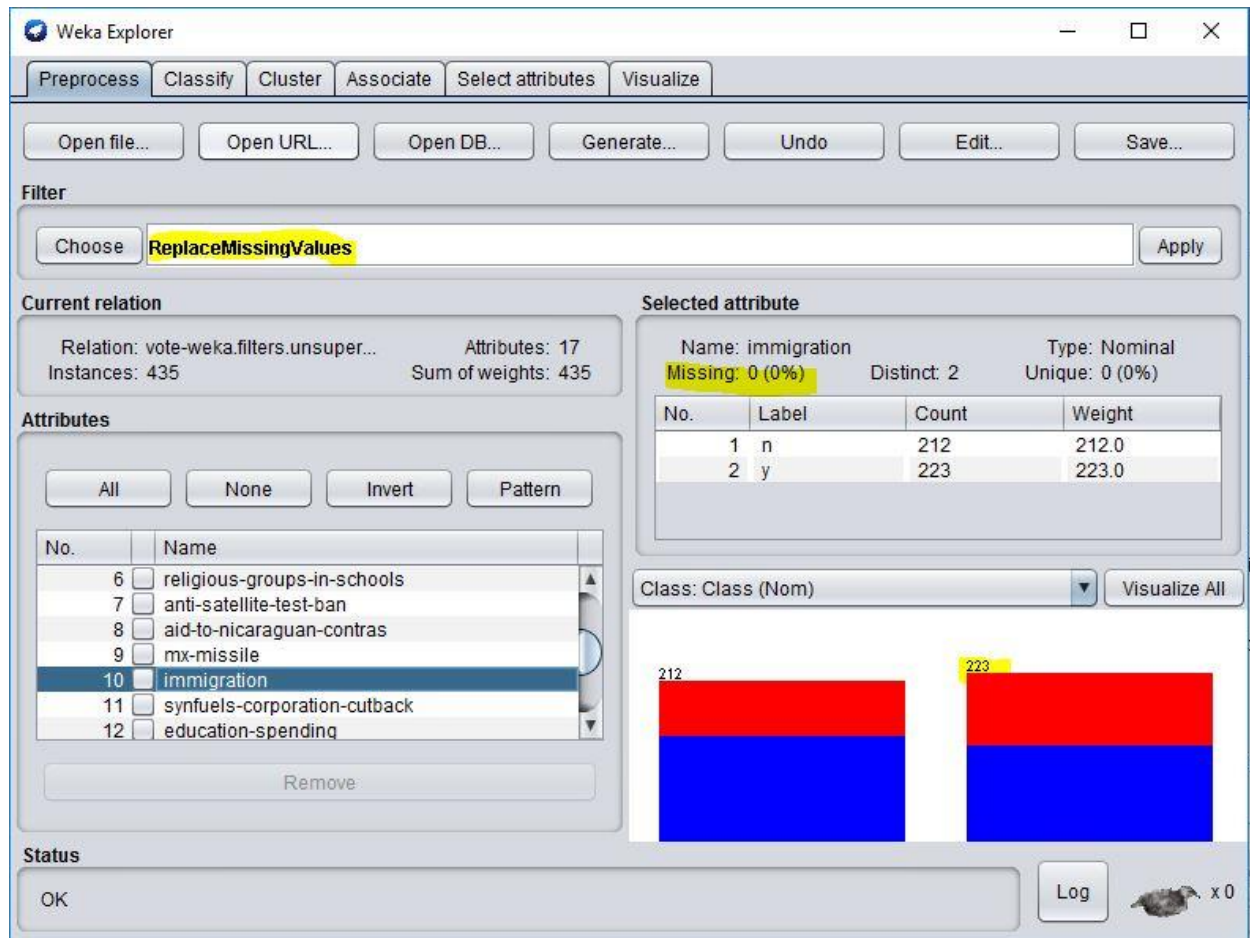 Weka Explorer
Preprocess Classify Cluster Associate Select attributes Visualize
Open file... Open URL... Open DB... Generate... Undo Edit... Save...
Filter
Choose ReplaceMissingValues Apply
Current relation
Relation: vote-weka.filters.unsuper... Attributes: 17
Instances: 435 Sum of weights: 435
Selected attribute
Name: immigration Type: Nominal
Missing: 0 (0%) Distinct: 2 Unique: 0 (0%)
No. Label Count Weight
1 n 212 212.0
2 y 223 223.0
Attributes
All None Invert Pattern
No. Name
6 religious-groups-in-schools
7 anti-satellite-test-ban
8 aid-to-nicaraguan-contras
9 mx-missile
10 immigration
11 synfuels-corporation-cutback
12 education-spending
Remove
Class: Class (Nom) Visualize All
212 223
Status
OK
Log x 0